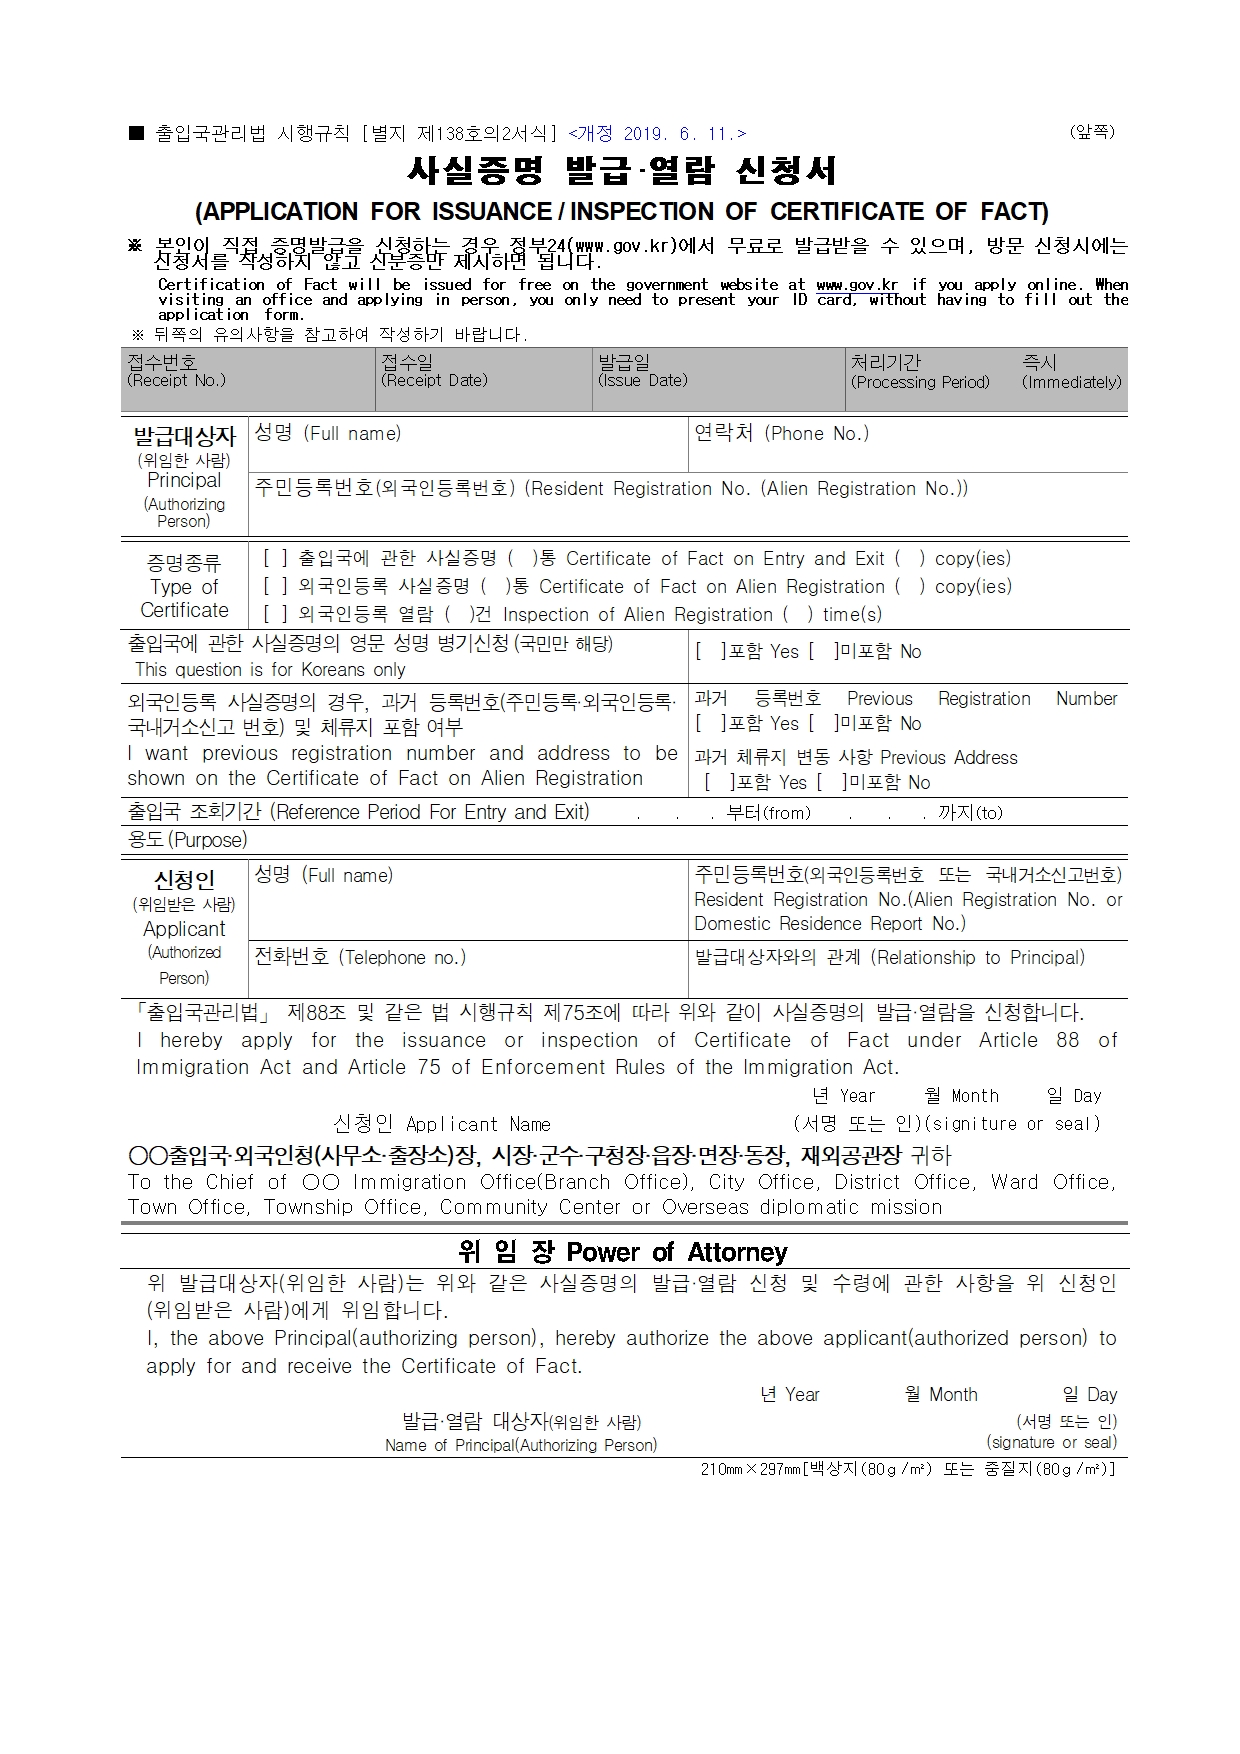 ■ 출입국관리법 시행규칙 [별지 제138호의2서식] <개정 2019. 6. 11.> (앞쪽)
사실증명 발급·열람 신청서
(APPLICATION FOR ISSUANCE / INSPECTION OF CERTIFICATE OF FACT)
※ 본인이 직접 증명발급을 신청하는 경우 정부24(www.gov.kr)에서 무료로 발급받을 수 있으며, 방문 신청시에는
신청서를 작성하지 않고 신분증만 제시하면 됩니다.
Certification of Fact will be issued for free on the government website at www.gov.kr if you apply online. When
visiting an office and applying in person, you only need to present your ID card, without having to fill out the
application form.
※ 뒤쪽의 유의사항을 참고하여 작성하기 바랍니다.
접수번호 접수일 발급일 처리기간 즉시
(Receipt No.) (Receipt Date) (Issue Date) (Processing Period) (Immediately)
발급대상자
(위임한 사람)
Principal
(Authorizing
Person)
성명 (Full name) 연락처 (Phone No.)
주민등록번호(외국인등록번호) (Resident Registration No. (Alien Registration No.))
증명종류
Type of
Certificate
[ ] 출입국에 관한 사실증명 ( )통 Certificate of Fact on Entry and Exit ( ) copy(ies)
[ ] 외국인등록 사실증명 ( )통 Certificate of Fact on Alien Registration ( ) copy(ies)
[ ] 외국인등록 열람 ( )건 Inspection of Alien Registration ( ) time(s)
출입국에 관한 사실증명의 영문 성명 병기신청 (국민만 해당)
This question is for Koreans only
[ ]포함 Yes [ ]미포함 No
외국인등록 사실증명의 경우, 과거 등록번호(주민등록·외국인등록·
국내거소신고 번호) 및 체류지 포함 여부
I want previous registration number and address to be
shown on the Certificate of Fact on Alien Registration
과거 등록번호 Previous Registration Number
[ ]포함 Yes [ ]미포함 No
과거 체류지 변동 사항 Previous Address
[ ]포함 Yes [ ]미포함 No
출입국 조회기간 (Reference Period For Entry and Exit) . . . 부터(from) . . . 까지(to)
용도 (Purpose)
신청인
(위임받은 사람)
Applicant
(Authorized
Person)
성명 (Full name)
주민등록번호(외국인등록번호 또는 국내거소신고번호)
Resident Registration No.(Alien Registration No. or
Domestic Residence Report No.)
전화번호 (Telephone no.) 발급대상자와의 관계 (Relationship to Principal)
「출입국관리법」 제88조 및 같은 법 시행규칙 제75조에 따라 위와 같이 사실증명의 발급·열람을 신청합니다.
I hereby apply for the issuance or inspection of Certificate of Fact under Article 88 of
Immigration Act and Article 75 of Enforcement Rules of the Immigration Act.
년 Year 월 Month 일 Day
신청인 Applicant Name (서명 또는 인)(signiture or seal)
〇〇출입국·외국인청(사무소·출장소)장, 시장·군수·구청장·읍장·면장·동장, 재외공관장 귀하
To the Chief of 〇〇 Immigration Office(Branch Office), City Office, District Office, Ward Office,
Town Office, Township Office, Community Center or Overseas diplomatic mission
위 임 장 Power of Attorney
위 발급대상자(위임한 사람)는 위와 같은 사실증명의 발급·열람 신청 및 수령에 관한 사항을 위 신청인
(위임받은 사람)에게 위임합니다.
I, the above Principal(authorizing person), hereby authorize the above applicant(authorized person) to
apply for and receive the Certificate of Fact.
년 Year 월 Month 일 Day
발급·열람 대상자(위임한 사람) (서명 또는 인)
Name of Principal(Authorizing Person) (signature or seal)
210㎜×297㎜[백상지(80ｇ/㎡) 또는 중질지(80ｇ/㎡)]